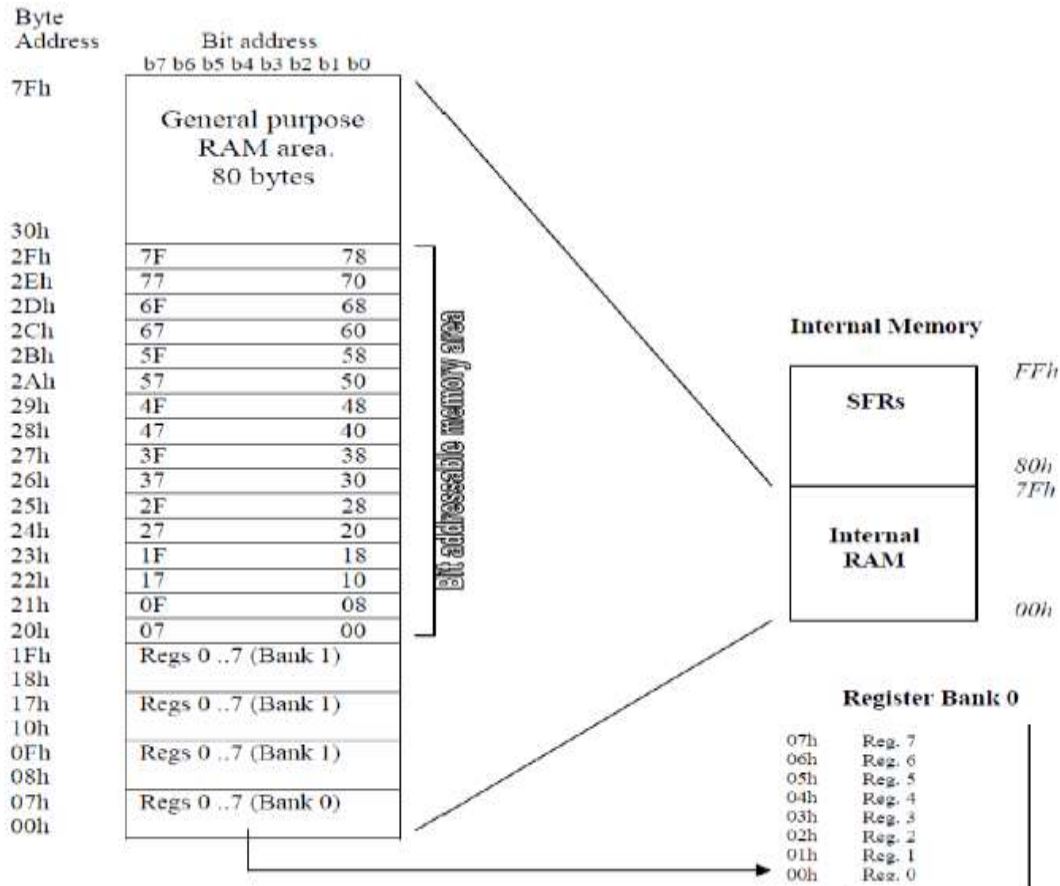 Byte
Address
Bit address
b7 b6 b5 b4 b3 b2 b1 b0
7Fh
General purpose
RAM area.
80 bytes
30h
2Fh 7F 78
2Eh 77 70
2Dh 6F 68
2Ch 67 60
2Bh 5F 58
2Ah 57 50
29h 4F 48
28h 47 40
27h 3F 38
26h 37 30
25h 2F 28
24h 27 20
23h 1F 18
22h 17 10
21h 0F 08
20h 07 00
1Fh Regs 0 ..7 (Bank 1)
18h
17h Regs 0 ..7 (Bank 1)
10h
0Fh Regs 0 ..7 (Bank 1)
08h
07h Regs 0 ..7 (Bank 0)
00h
Bit addressable memory area
Internal Memory
FFh
SFRs
80h
7Fh
Internal
RAM
00h
Register Bank 0
07h Reg. 7
06h Reg. 6
05h Reg. 5
04h Reg. 4
03h Reg. 3
02h Reg. 2
01h Reg. 1
00h Reg. 0